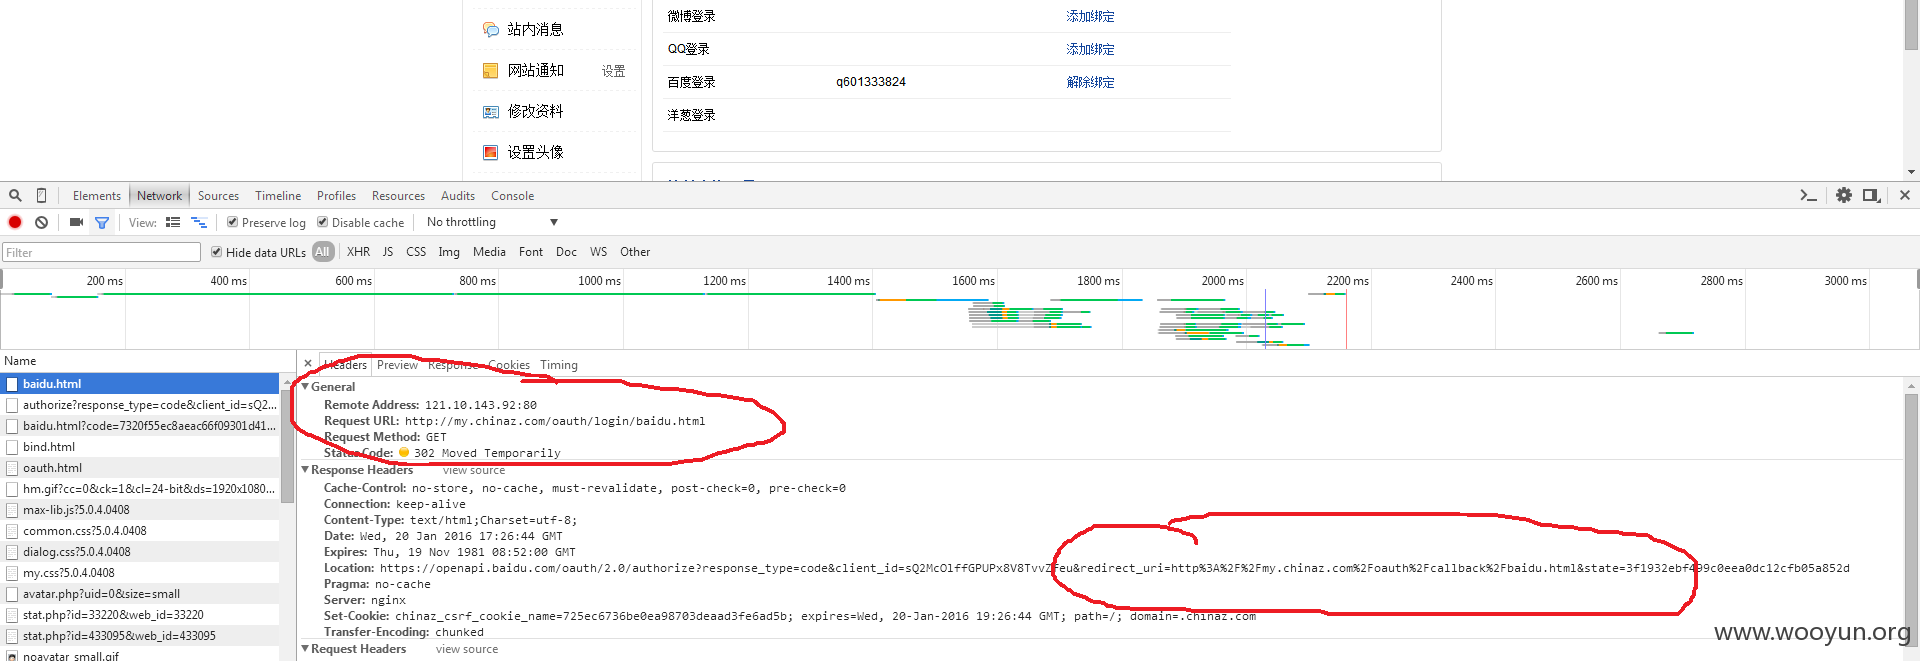 站内消息
网站通知 设置
修改资料
设置头像
微博登录 添加绑定
QQ登录 添加绑定
百度登录 q601333824 解除绑定
洋葱登录
Elements Network Sources Timeline Profiles Resources Audits Console
View: Preserve log Disable cache No throttling
Filter Hide data URLs All XHR JS CSS Img Media Font Doc WS Other
200 ms 400 ms 600 ms 800 ms 1000 ms 1200 ms 1400 ms 1600 ms 1800 ms 2000 ms 2200 ms 2400 ms 2600 ms 2800 ms 3000 ms
Name
baidu.html
authorize?response_type=code&client_id=sQ2...
baidu.html?code=7320f55ec8aeac66f09301d41...
bind.html
oauth.html
hm.gif?cc=0&ck=1&cl=24-bit&ds=1920x1080...
max-lib.js?5.0.4.0408
common.css?5.0.4.0408
dialog.css?5.0.4.0408
my.css?5.0.4.0408
avatar.php?uid=0&size=small
stat.php?id=33220&web_id=33220
stat.php?id=433095&web_id=433095
noavatar_small.gif
Headers Preview Response Cookies Timing
General
Remote Address: 121.10.143.92:80
Request URL: http://my.chinaz.com/oauth/login/baidu.html
Request Method: GET
Status Code: 302 Moved Temporarily
Response Headers view source
Cache-Control: no-store, no-cache, must-revalidate, post-check=0, pre-check=0
Connection: keep-alive
Content-Type: text/html;Charset=utf-8;
Date: Wed, 20 Jan 2016 17:26:44 GMT
Expires: Thu, 19 Nov 1981 08:52:00 GMT
Location: https://openapi.baidu.com/oauth/2.0/authorize?response_type=code&client_id=sQ2McOlffGPUPx8V8TvvZfeu&redirect_uri=http%3A%2F%2Fmy.chinaz.com%2Foauth%2Fcallback%2Fbaidu.html&state=3f1932ebf499c0eea0dc12cfb05a852d
Pragma: no-cache
Server: nginx
Set-Cookie: chinaz_csrf_cookie_name=725ec6736be0ea98703deaad3fe6ad5b; expires=Wed, 20-Jan-2016 19:26:44 GMT; path=/; domain=.chinaz.com
Transfer-Encoding: chunked
Request Headers view source
www.wooyun.org